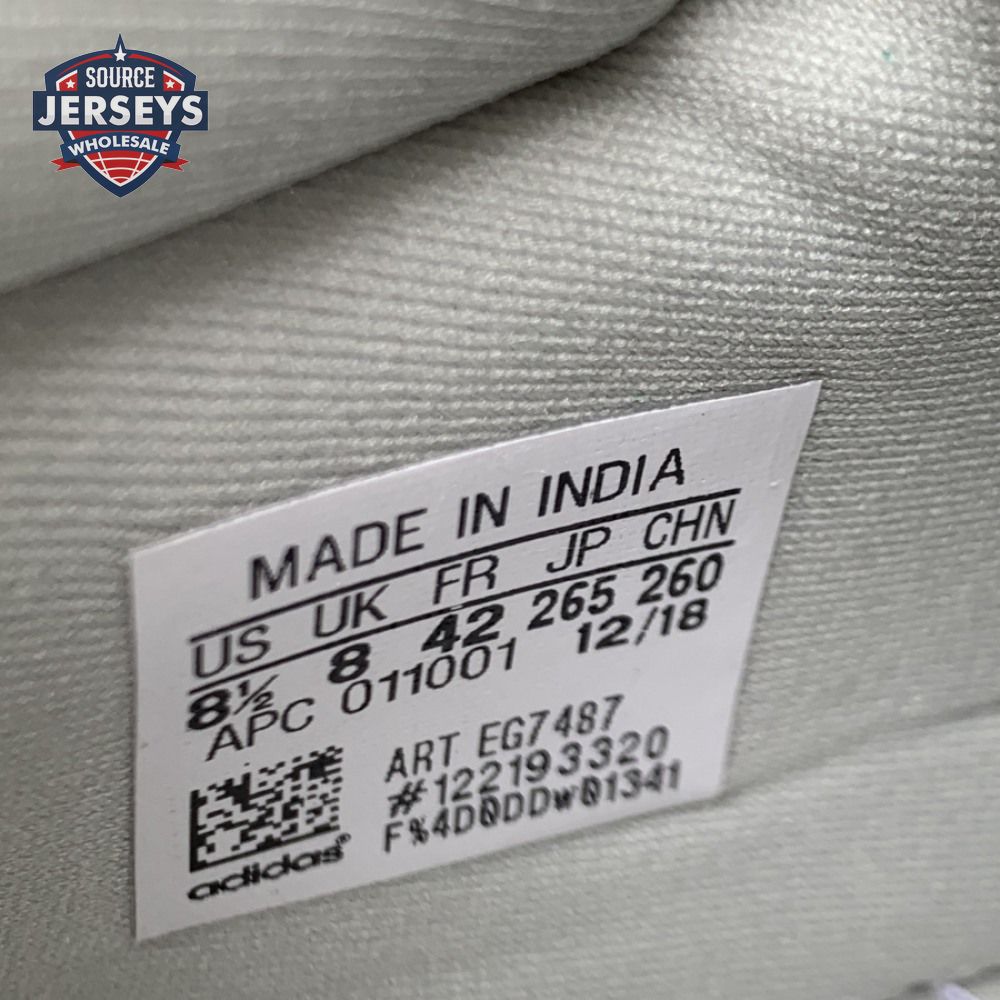 SOURCE
JERSEYS
WHOLESALE
MADE IN INDIA
US UK FR JP CHN
8½ 8 42 265 260
APC 011001 12/18
ART EG7487
#122193320
F%4D0DDw01341
adidas®